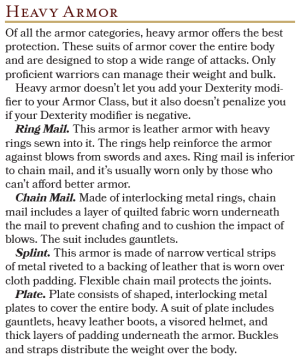 HEAVY ARMOR
Of all the armor categories, heavy armor offers the best
protection. These suits of armor cover the entire body
and are designed to stop a wide range of attacks. Only
proficient warriors can manage their weight and bulk.
Heavy armor doesn't let you add your Dexterity modi-
fier to your Armor Class, but it also doesn't penalize you
if your Dexterity modifier is negative.
Ring Mail. This armor is leather armor with heavy
rings sewn into it. The rings help reinforce the armor
against blows from swords and axes. Ring mail is inferior
to chain mail, and it's usually worn only by those who
can't afford better armor.
Chain Mail. Made of interlocking metal rings, chain
mail includes a layer of quilted fabric worn underneath
the mail to prevent chafing and to cushion the impact of
blows. The suit includes gauntlets.
Splint. This armor is made of narrow vertical strips
of metal riveted to a backing of leather that is worn over
cloth padding. Flexible chain mail protects the joints.
Plate. Plate consists of shaped, interlocking metal
plates to cover the entire body. A suit of plate includes
gauntlets, heavy leather boots, a visored helmet, and
thick layers of padding underneath the armor. Buckles
and straps distribute the weight over the body.